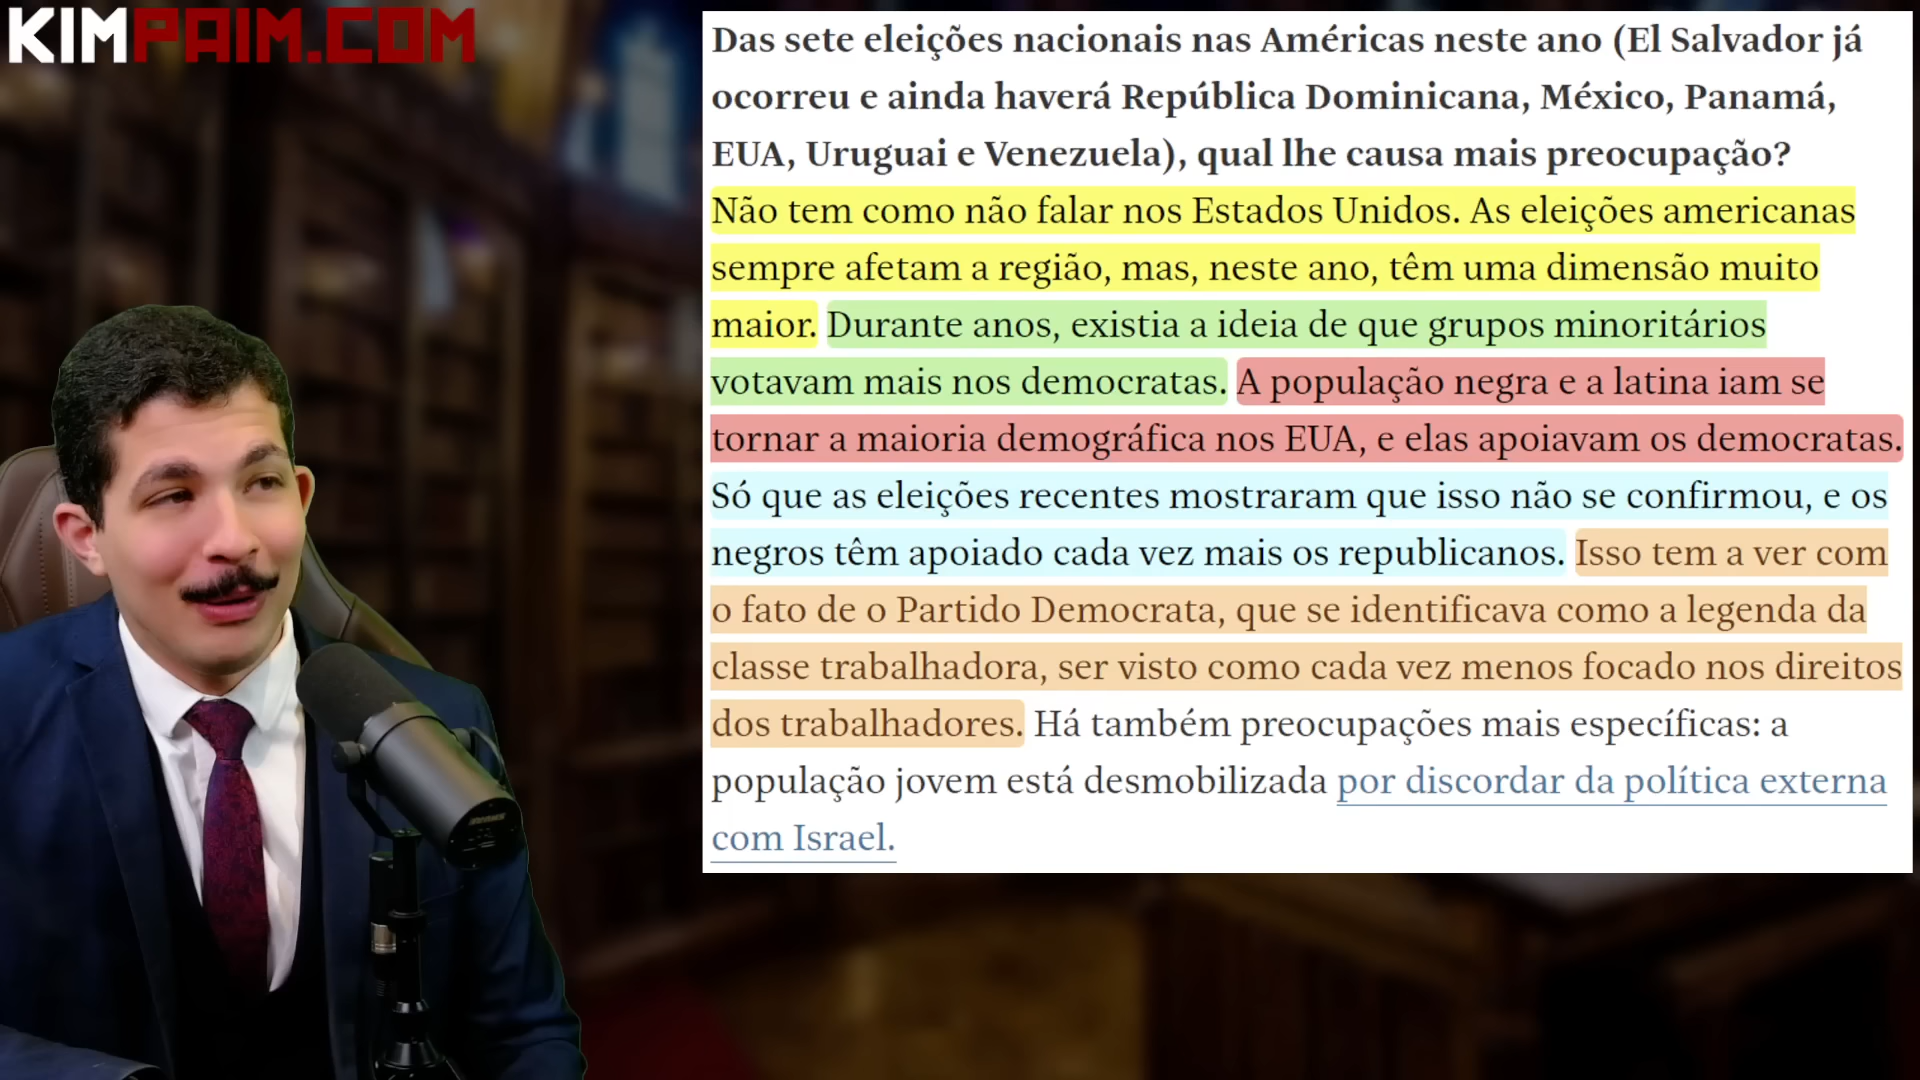 KIMPAIM.COM
Das sete eleições nacionais nas Américas neste ano (El Salvador já
ocorreu e ainda haverá República Dominicana, México, Panamá,
EUA, Uruguai e Venezuela), qual lhe causa mais preocupação?
Não tem como não falar nos Estados Unidos. As eleições americanas
sempre afetam a região, mas, neste ano, têm uma dimensão muito
maior. Durante anos, existia a ideia de que grupos minoritários
votavam mais nos democratas. A população negra e a latina iam se
tornar a maioria demográfica nos EUA, e elas apoiavam os democratas.
Só que as eleições recentes mostraram que isso não se confirmou, e os
negros têm apoiado cada vez mais os republicanos. Isso tem a ver com
o fato de o Partido Democrata, que se identificava como a legenda da
classe trabalhadora, ser visto como cada vez menos focado nos direitos
dos trabalhadores. Há também preocupações mais específicas: a
população jovem está desmobilizada por discordar da política externa
com Israel.